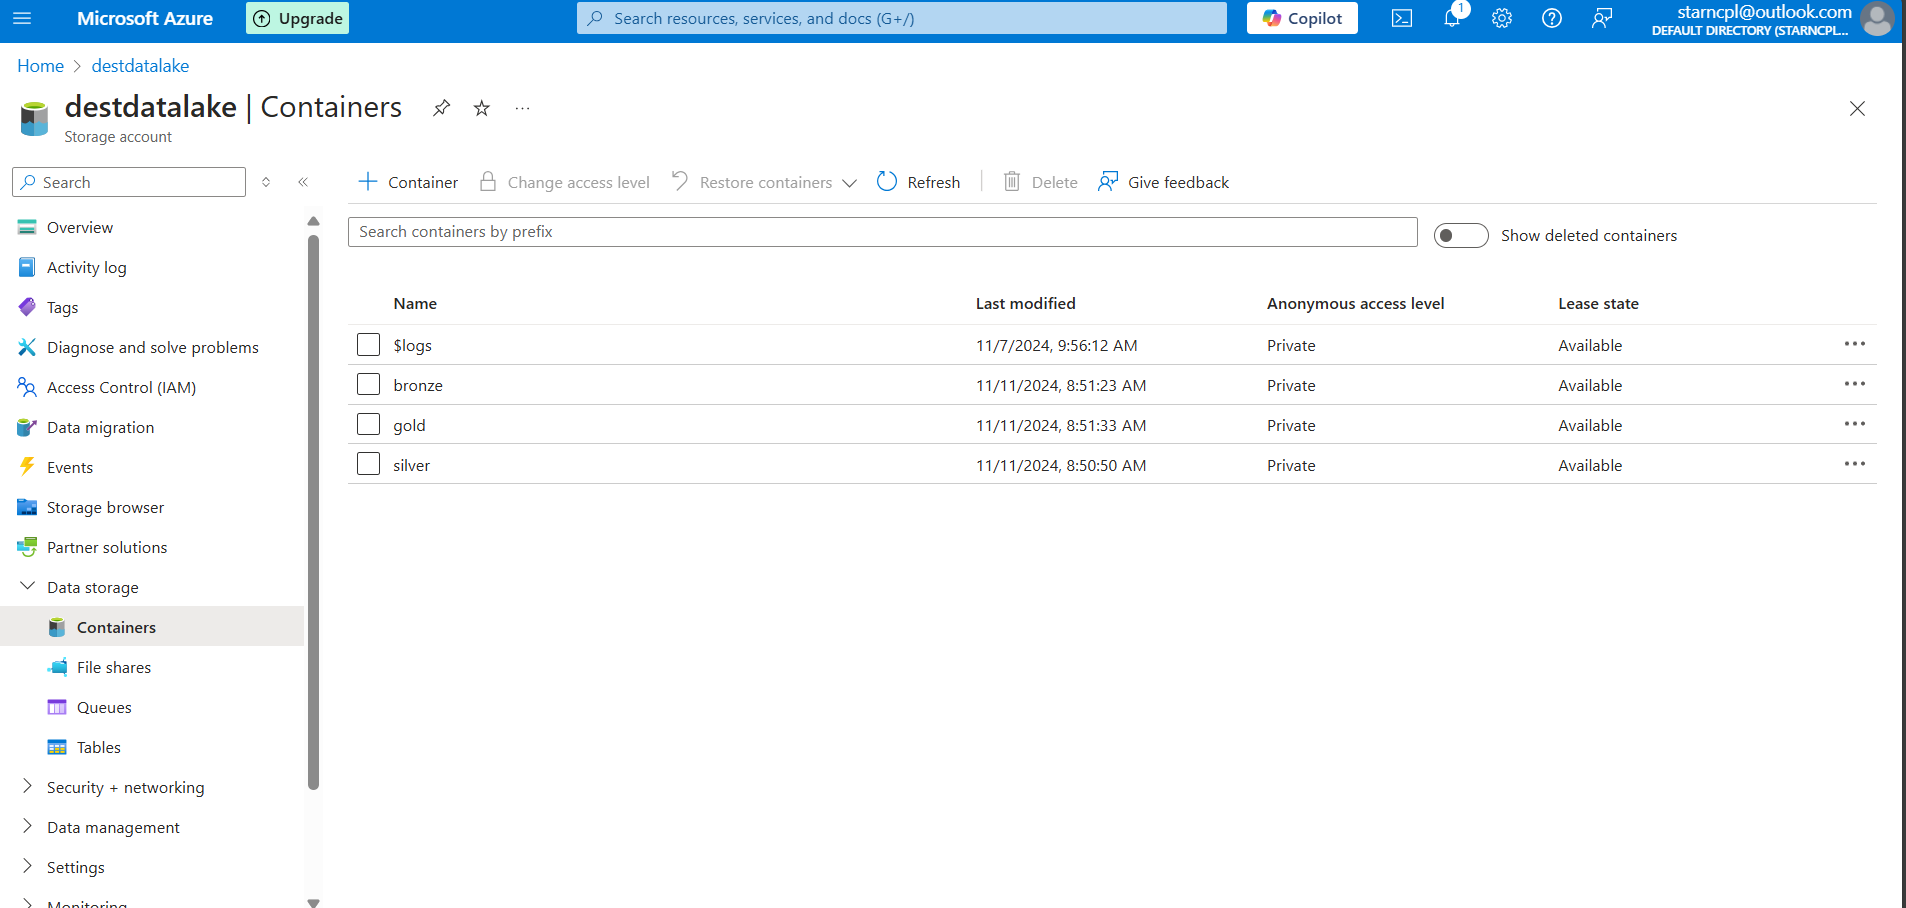 Microsoft Azure
Upgrade
Search resources, services, and docs (G+/)
Copilot
1
starncpl@outlook.com
DEFAULT DIRECTORY (STARNCPL...
Home > destdatalake
destdatalake | Containers
...
Storage account
Search
Container
Change access level
Restore containers
Refresh
Delete
Give feedback
Search containers by prefix
Show deleted containers
Overview
Activity log
Tags
Diagnose and solve problems
Access Control (IAM)
Data migration
Events
Storage browser
Partner solutions
Data storage
Containers
File shares
Queues
Tables
Security + networking
Data management
Settings
Monitoring
Name Last modified Anonymous access level Lease state
$logs 11/7/2024, 9:56:12 AM Private Available
bronze 11/11/2024, 8:51:23 AM Private Available
gold 11/11/2024, 8:51:33 AM Private Available
silver 11/11/2024, 8:50:50 AM Private Available